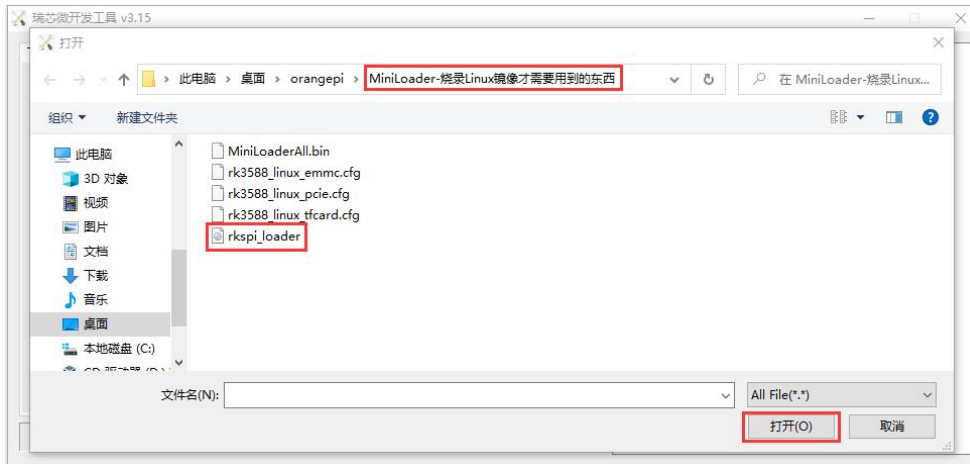 瑞芯微开发工具 v3.15
打开
此电脑 › 桌面 › orangepi › MiniLoader-烧录Linux镜像才需要用到的东西
在 MiniLoader-烧录Linux...
组织 新建文件夹
此电脑
3D 对象
视频
图片
文档
下载
音乐
桌面
本地磁盘 (C:)
MiniLoaderAll.bin
rk3588_linux_emmc.cfg
rk3588_linux_pcie.cfg
rk3588_linux_tfcard.cfg
rkspi_loader
文件名(N):
All File(*.*)
打开(O) 取消